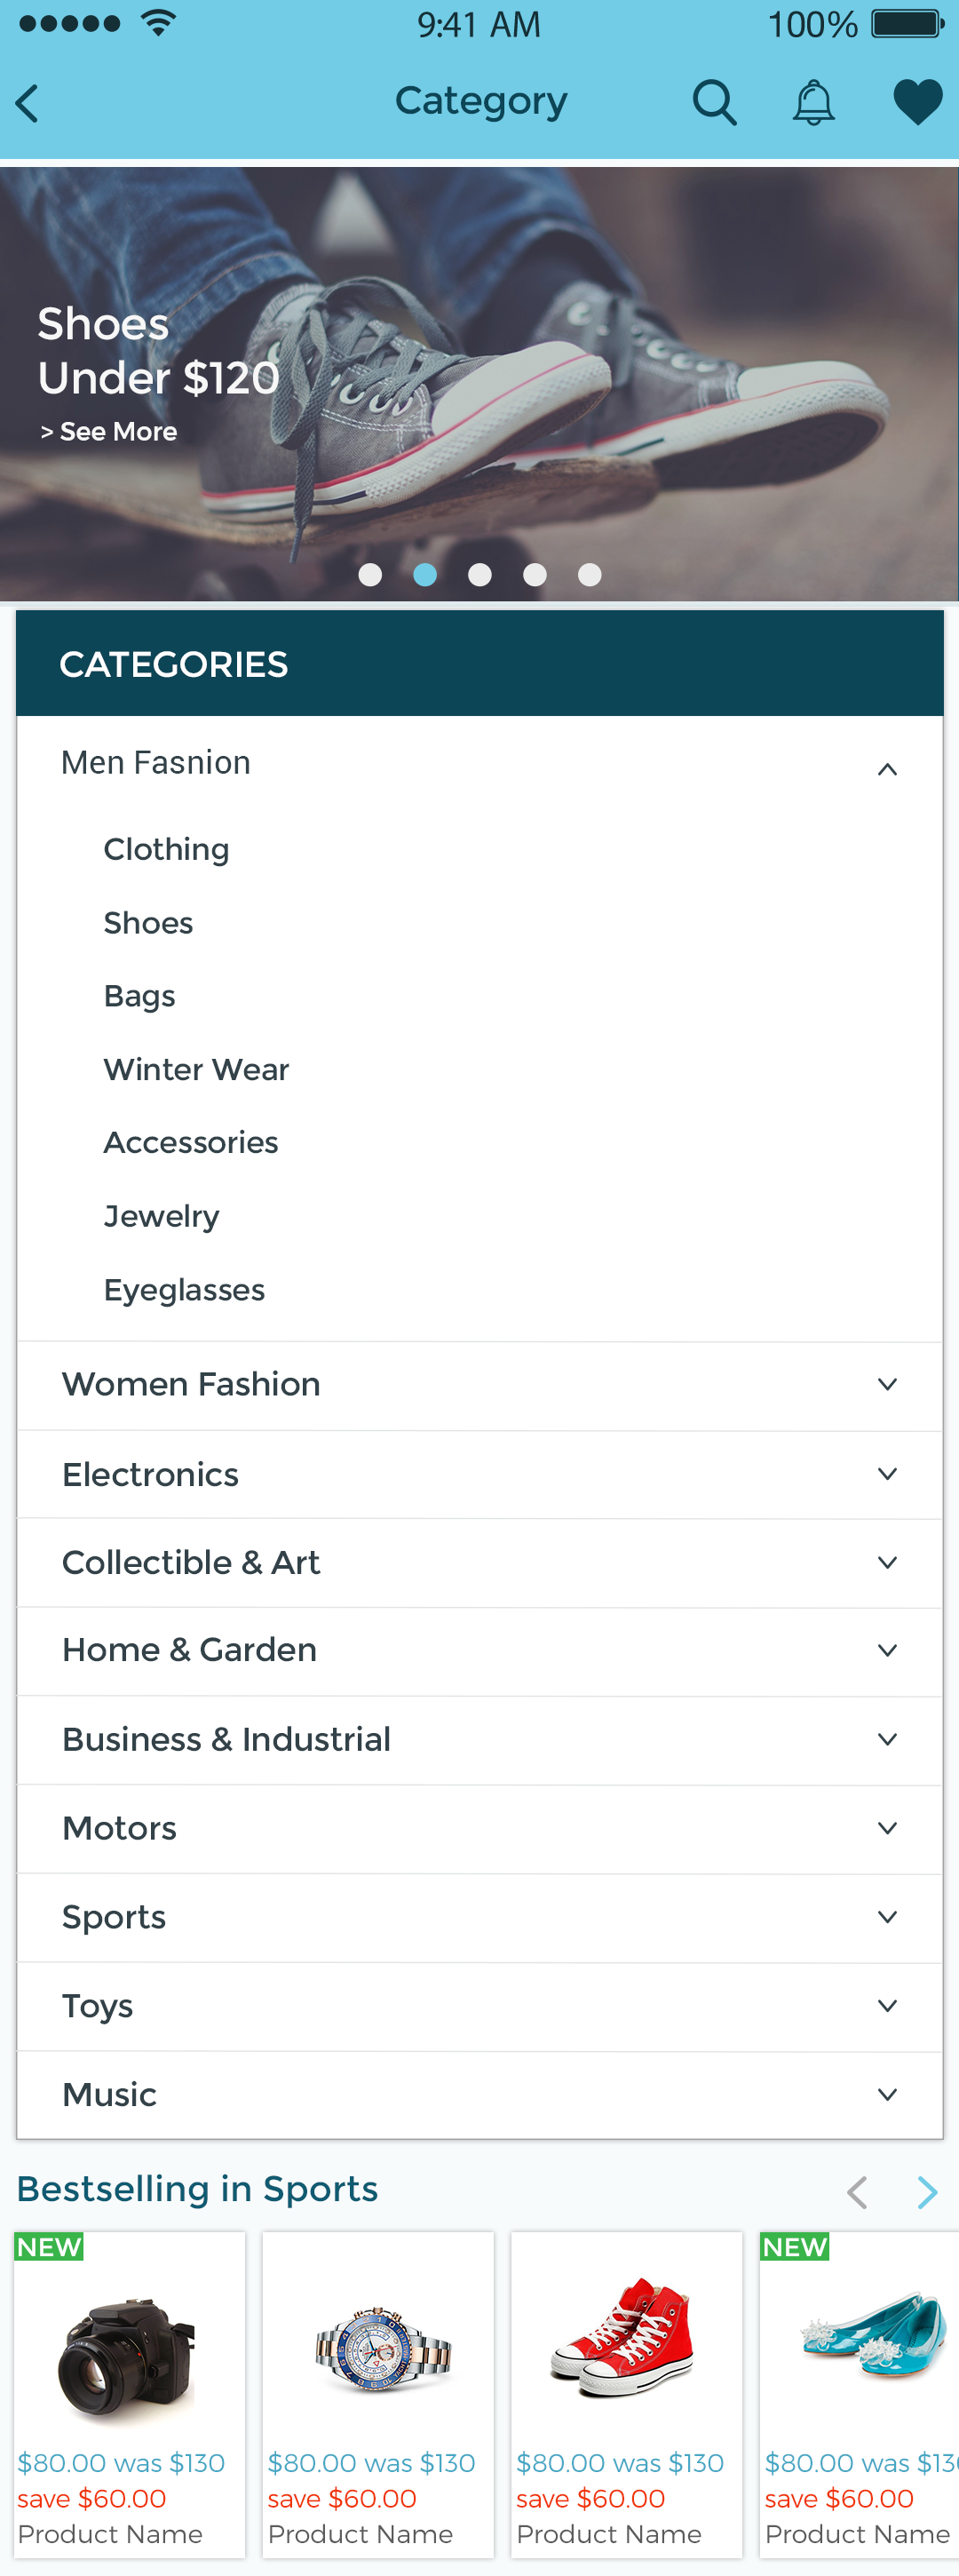 9:41 AM 100%
Category
Shoes
Under $120
> See More
CATEGORIES
Men Fasnion
Clothing
Shoes
Bags
Winter Wear
Accessories
Jewelry
Eyeglasses
Women Fashion
Electronics
Collectible & Art
Home & Garden
Business & Industrial
Motors
Sports
Toys
Music
Bestselling in Sports
NEW NEW
$80.00 was $130 $80.00 was $130 $80.00 was $130 $80.00 was $130
save $60.00 save $60.00 save $60.00 save $60.00
Product Name Product Name Product Name Product Name